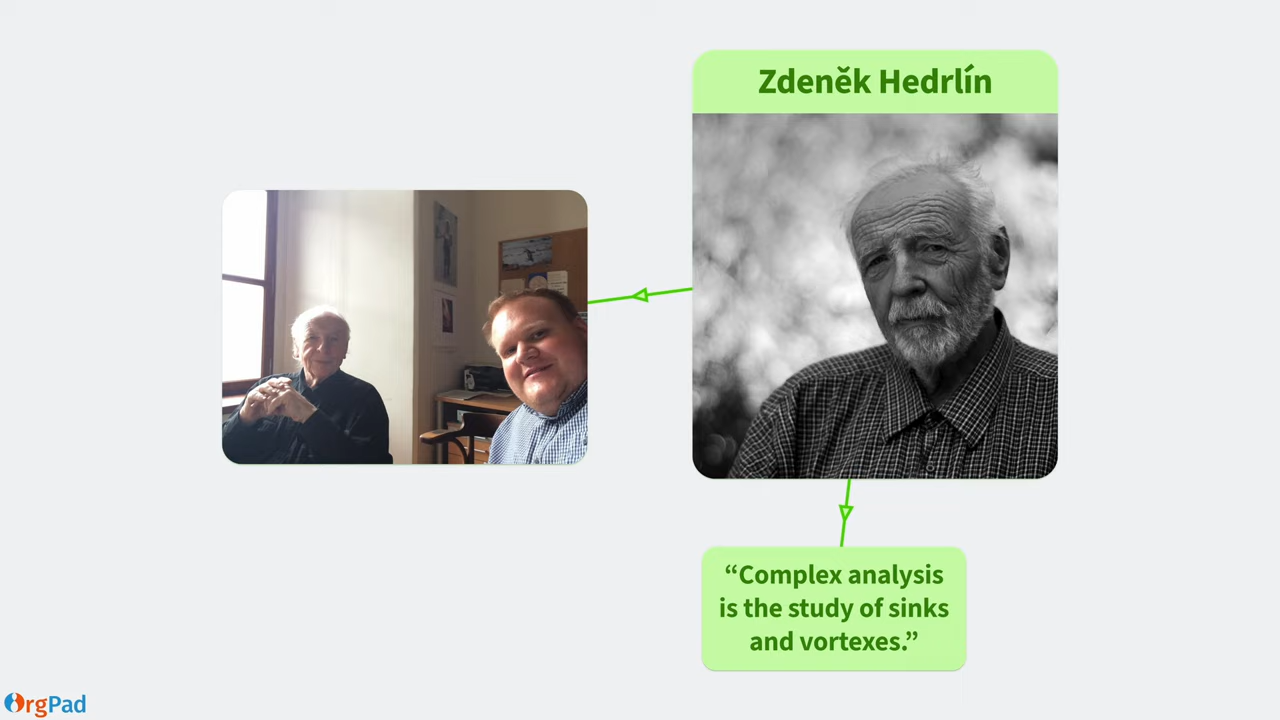 Zdeněk Hedrlín
“Complex analysis
is the study of sinks
and vortexes.”
OrgPad